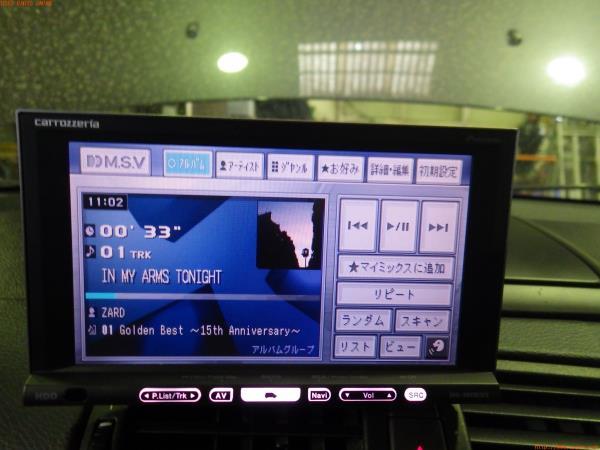 carrozzeria
M.S.V アルバム アーティスト ジャンル ★お好み 詳細・編集 初期設定
11:02
00' 33"
01 TRK
IN MY ARMS TONIGHT
ZARD
01 Golden Best ～15th Anniversary～
アルバムグループ
★マイミックスに追加
リピート
ランダム スキャン
リスト ビュー
HDD
P.List/Trk AV Navi Vol SRC